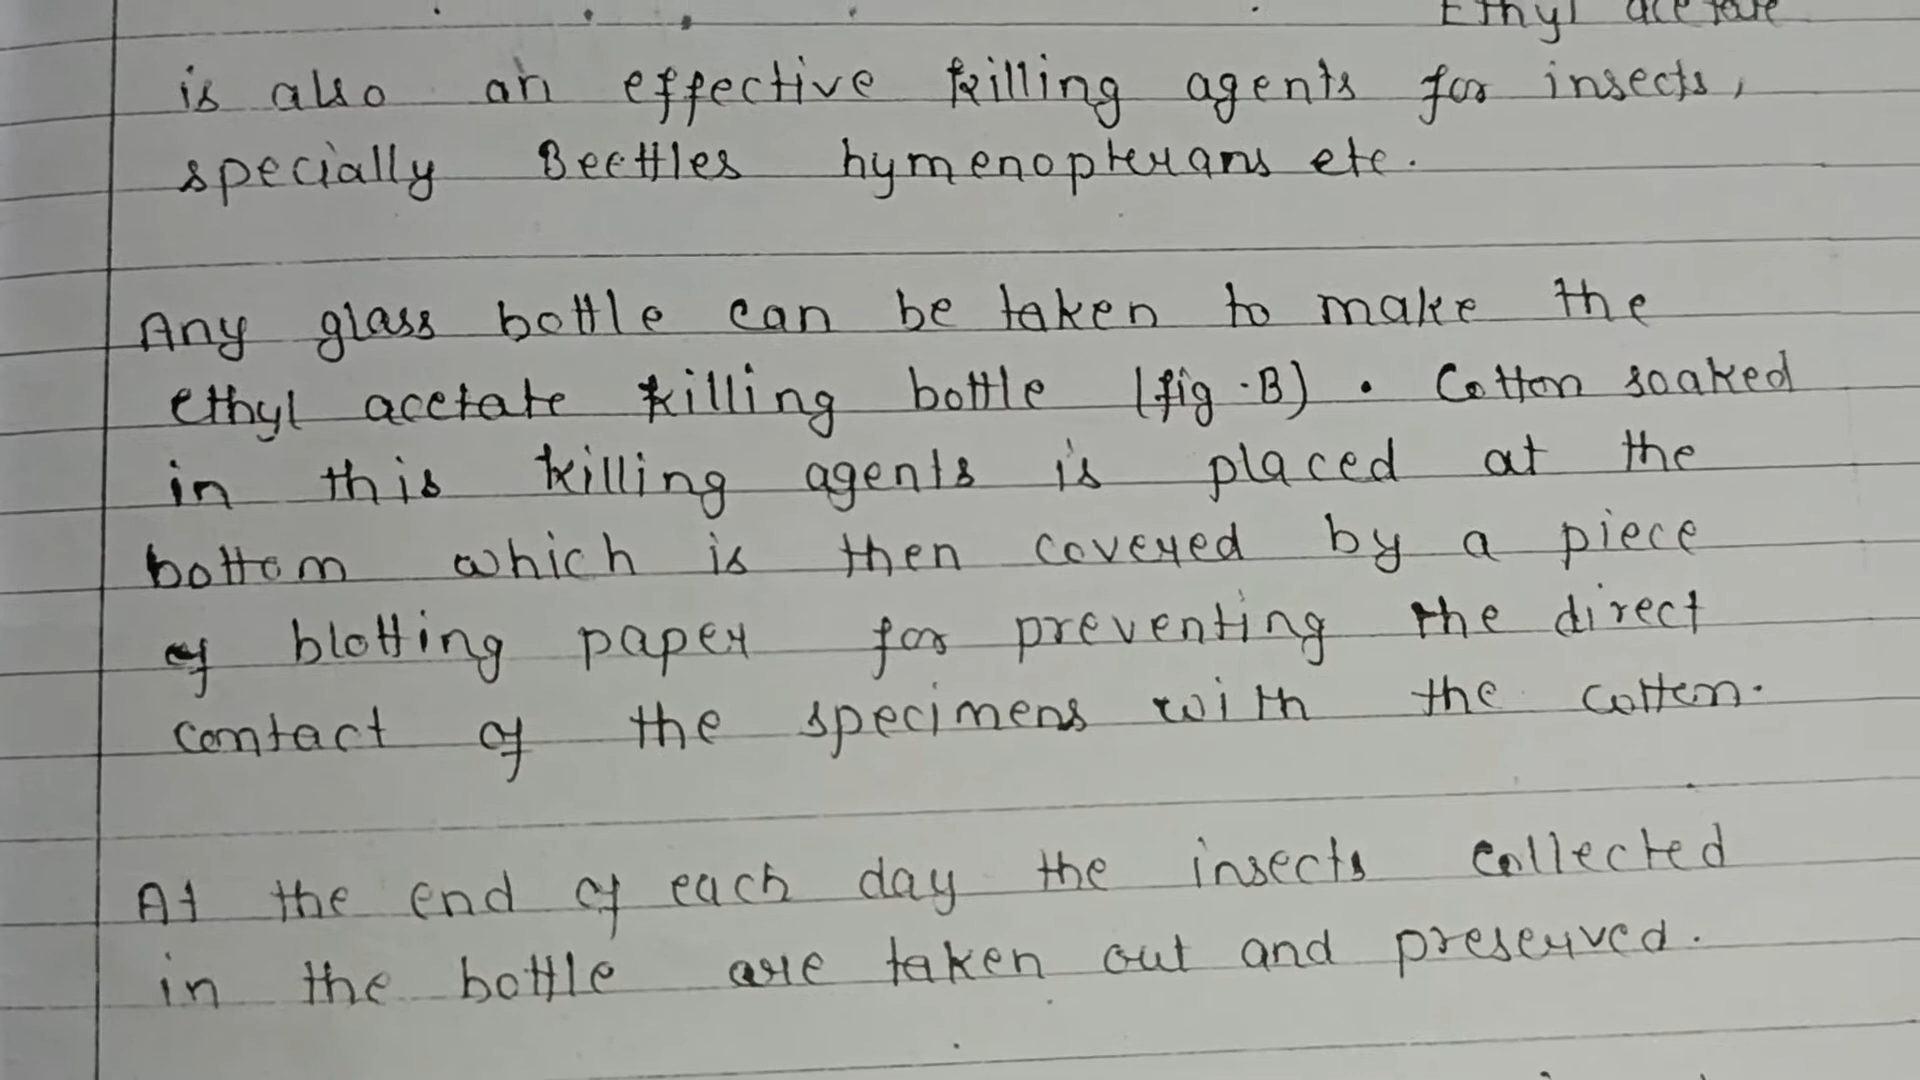 Ethyl acetate
is also an effective killing agents for insects,
specially Beettles hymenopterans etc.
Any glass bottle can be taken to make the
ethyl acetate killing bottle (fig.B). Cotton soaked
in this killing agents is placed at the
bottom which is then covered by a piece
of blotting paper for preventing the direct
contact of the specimens with the cotton.
At the end of each day the insects collected
in the bottle are taken out and preserved.